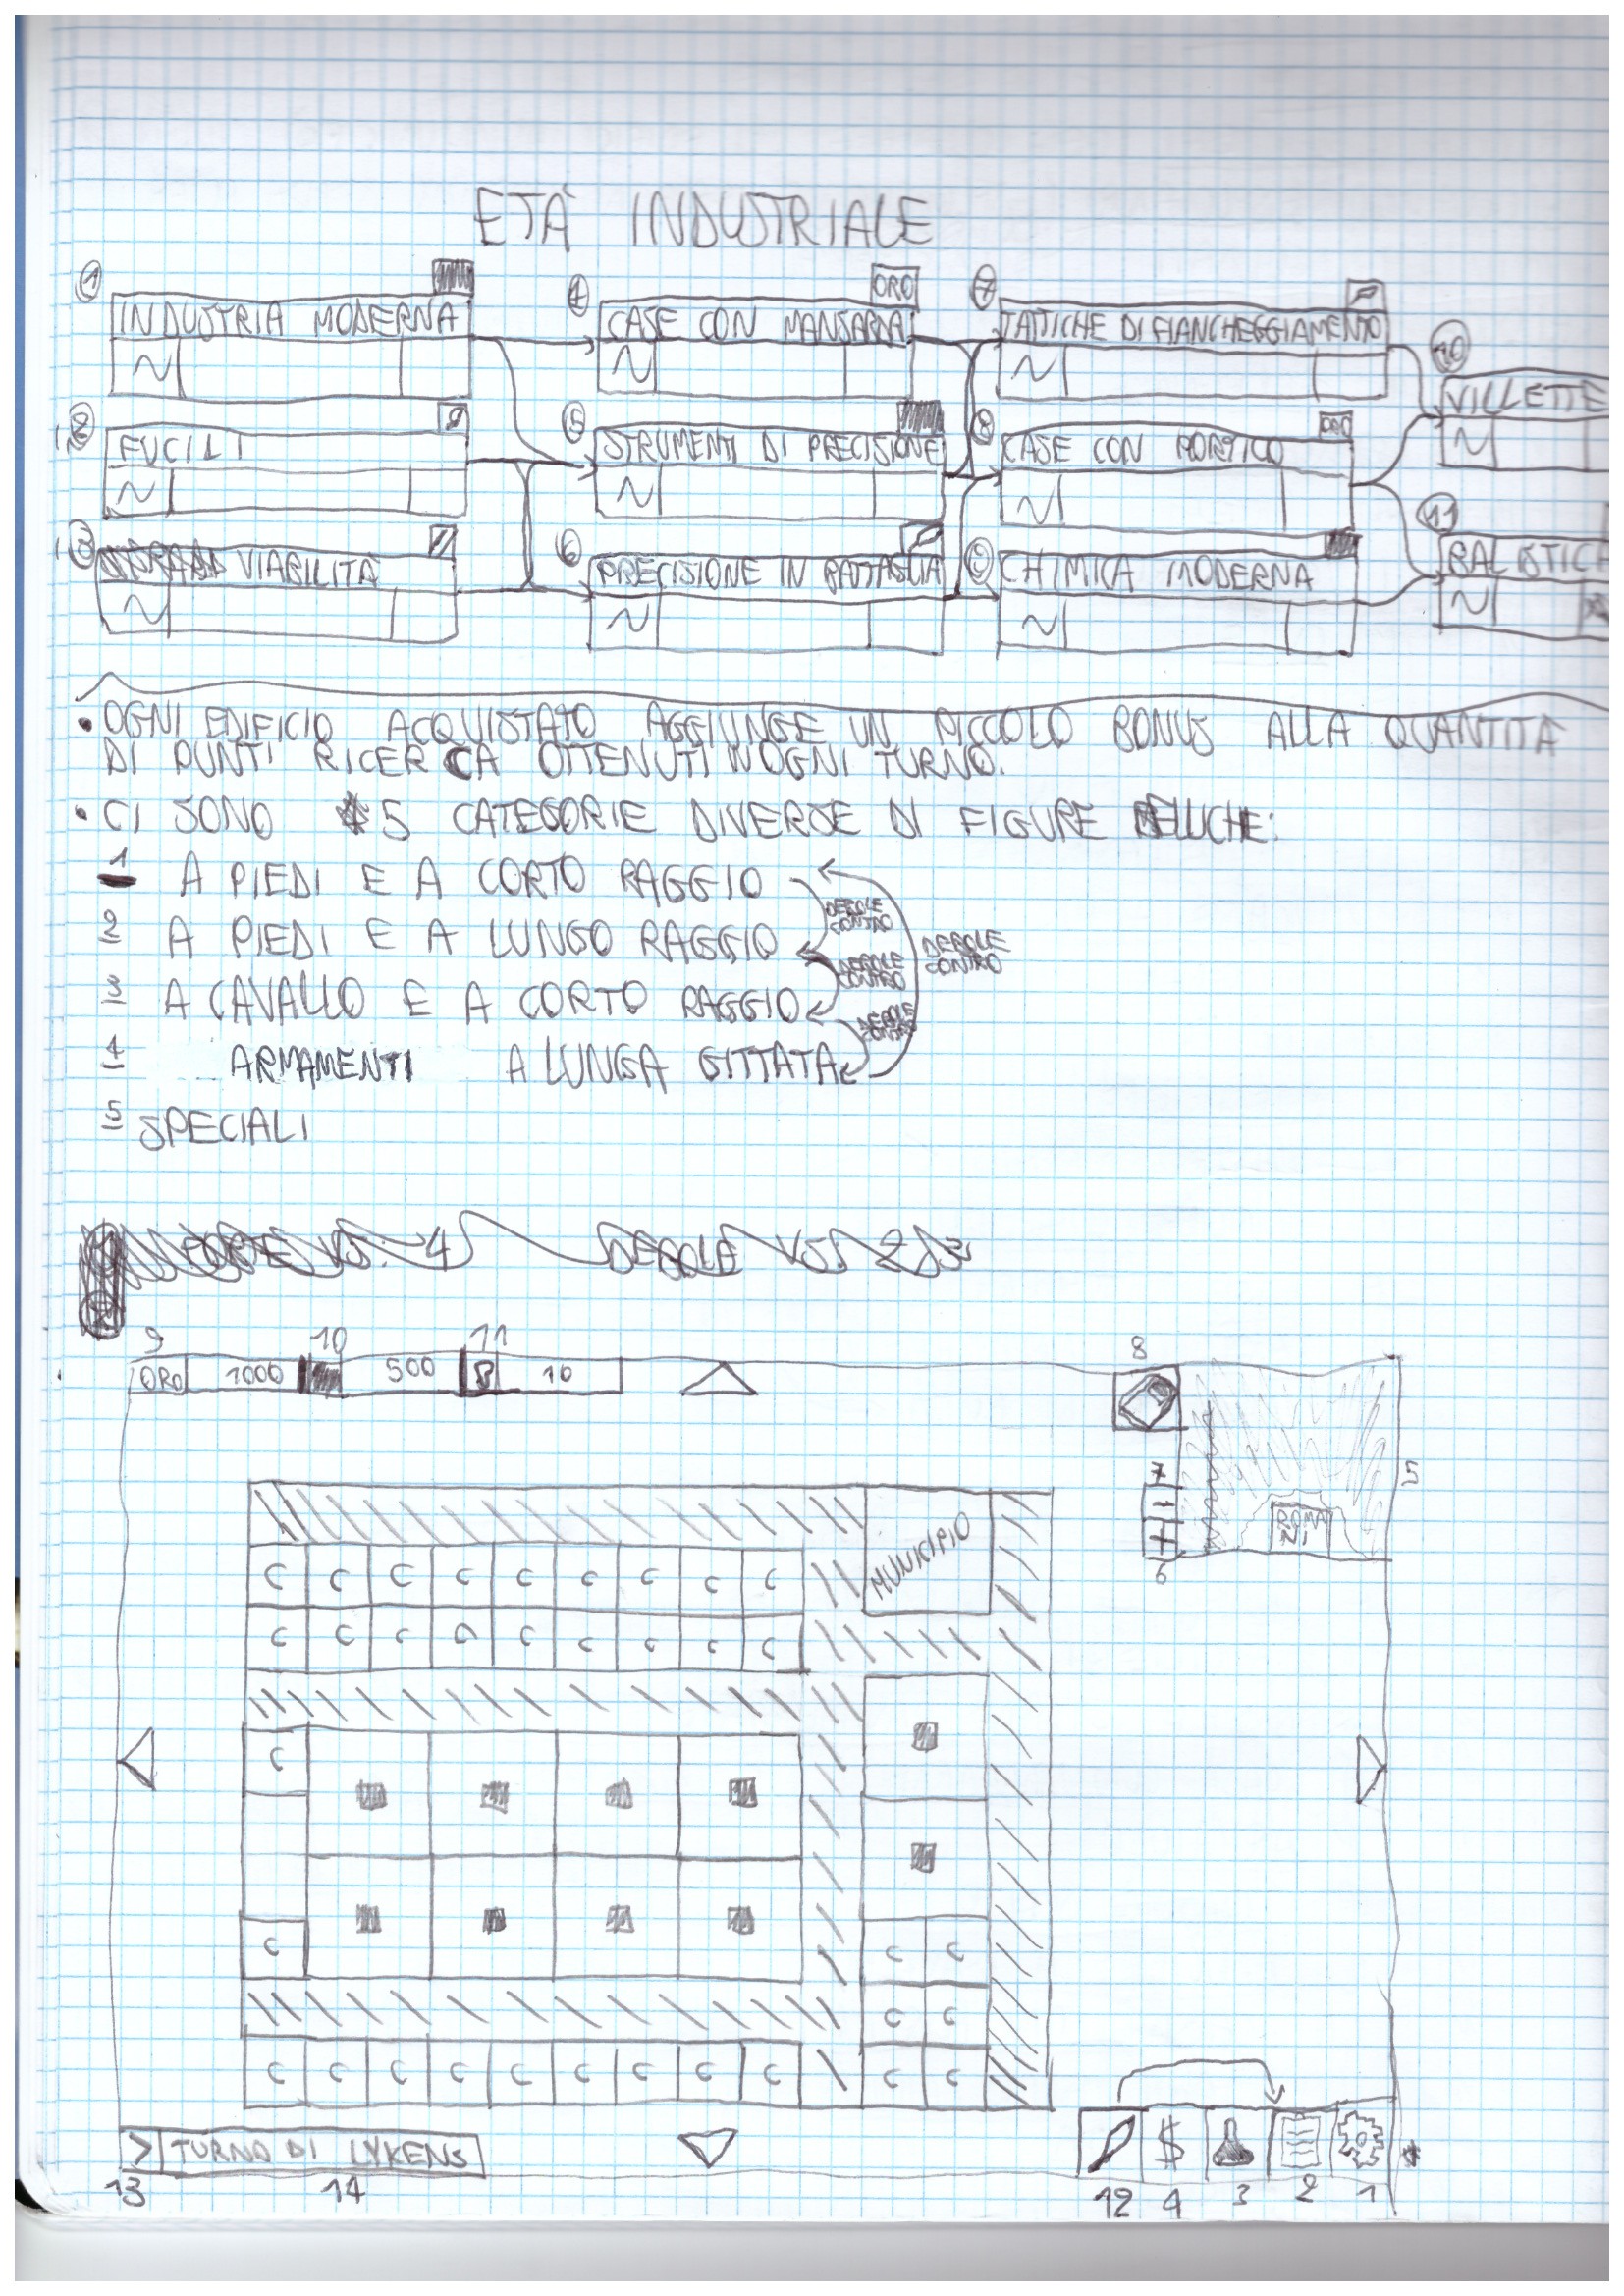 ETÀ INDUSTRIALE
1 INDUSTRIA MODERNA
4 CASE CON MANSARDA ORO
7 TATTICHE DI FIANCHEGGIAMENTO
10 VILLETTE
2 FUCILI
5 STRUMENTI DI PRECISIONE
8 CASE CON PORTICO ORO
11 BALISTICA
3 VIABILITÀ
6 PRECISIONE IN BATTAGLIA
9 CHIMICA MODERNA
• OGNI EDIFICIO ACQUISTATO AGGIUNGE UN PICCOLO BONUS ALLA QUANTITÀ
DI PUNTI RICERCA OTTENUTI IN OGNI TURNO.
• CI SONO 5 CATEGORIE DIVERSE DI FIGURE BELLICHE:
1 A PIEDI E A CORTO RAGGIO
DEBOLE CONTRO
2 A PIEDI E A LUNGO RAGGIO
DEBOLE CONTRO
DEBOLE CONTRO
3 A CAVALLO E A CORTO RAGGIO
DEBOLE CONTRO
4 ARMAMENTI A LUNGA GITTATA
5 SPECIALI
9 10 11 8
ORO 1000 500 10
5
7
MUNICIPIO
- ROMANI
+
6
C C C C C C C C C
C C C C C C C C
C
C
C C C
C C
C C C C C C C C C C C
> TURNO DI LYKENS $
13 14 12 4 3 2 1